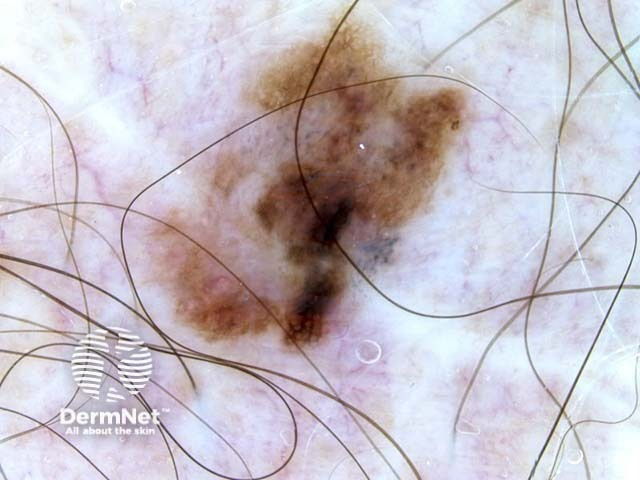 DermNet™
All about the skin